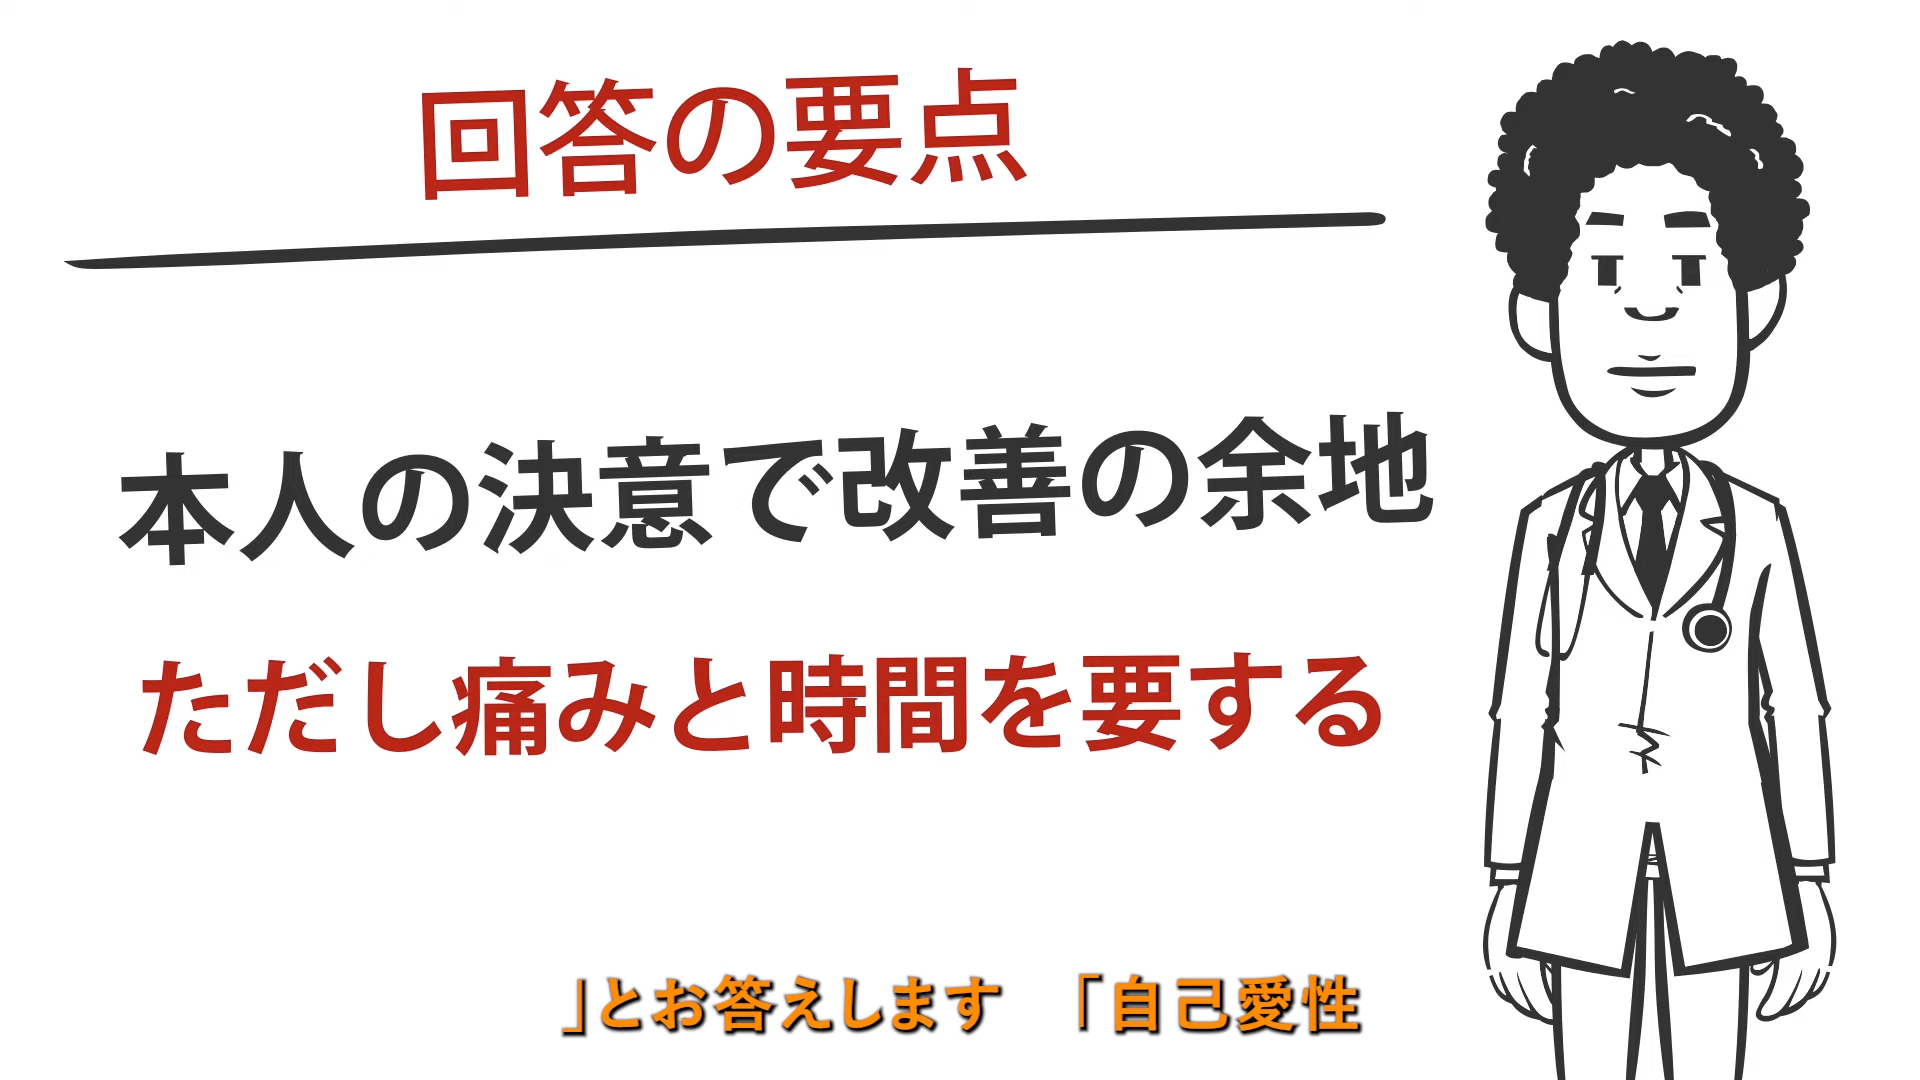 回答の要点
本人の決意で改善の余地
ただし痛みと時間を要する
」とお答えします 「自己愛性